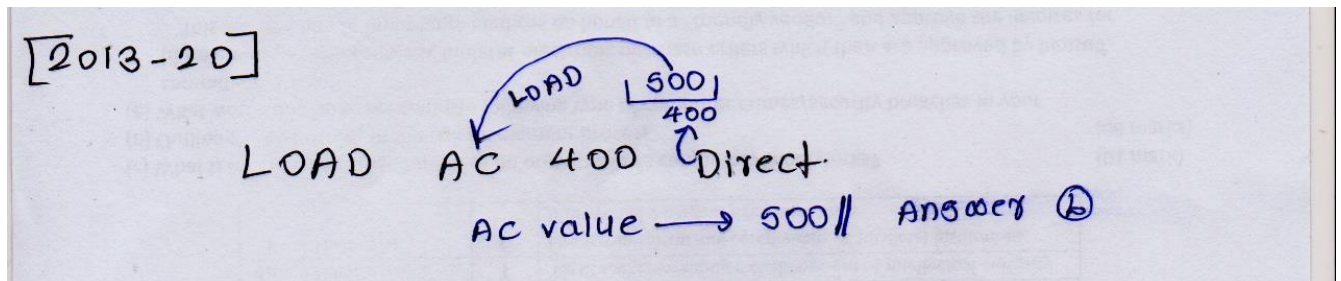 [2013-20]
LOAD 500
400
LOAD AC 400 Direct.
AC value → 500 // Answer ⓑ